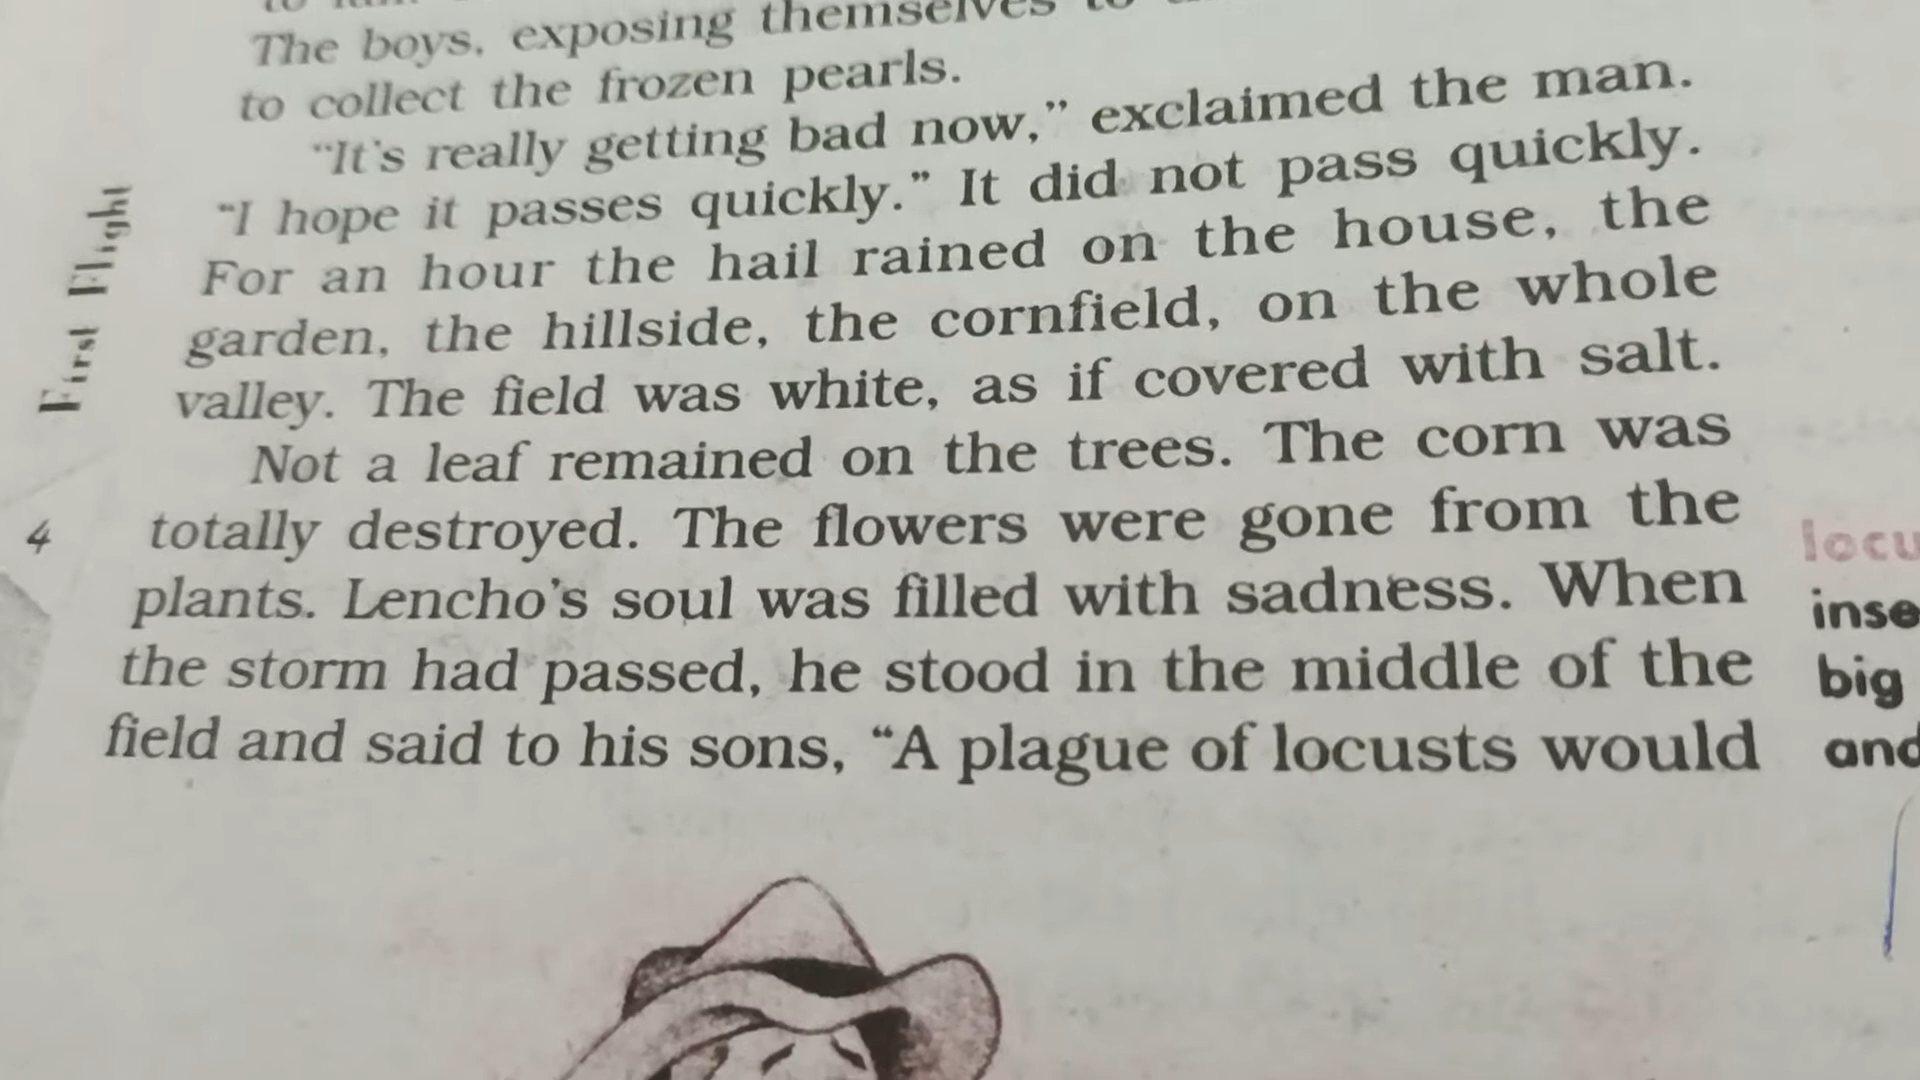 The boys, exposing themselves to
to collect the frozen pearls.
“It’s really getting bad now,” exclaimed the man.
“I hope it passes quickly.” It did not pass quickly.
For an hour the hail rained on the house, the
garden, the hillside, the cornfield, on the whole
valley. The field was white, as if covered with salt.
Not a leaf remained on the trees. The corn was
totally destroyed. The flowers were gone from the
plants. Lencho’s soul was filled with sadness. When
the storm had passed, he stood in the middle of the
field and said to his sons, “A plague of locusts would
First Flight
4
locu
inse
big
and